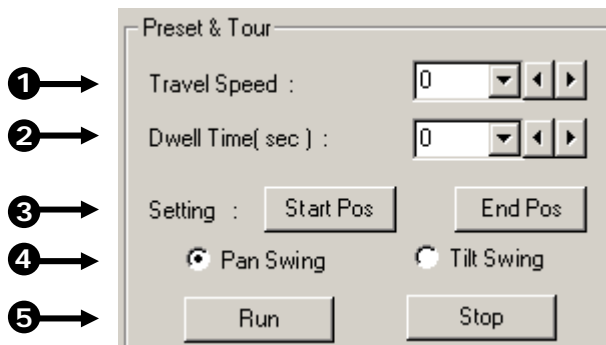 Preset & Tour
1 Travel Speed : 0
2 Dwell Time( sec ) : 0
3 Setting : Start Pos End Pos
4 Pan Swing Tilt Swing
5 Run Stop